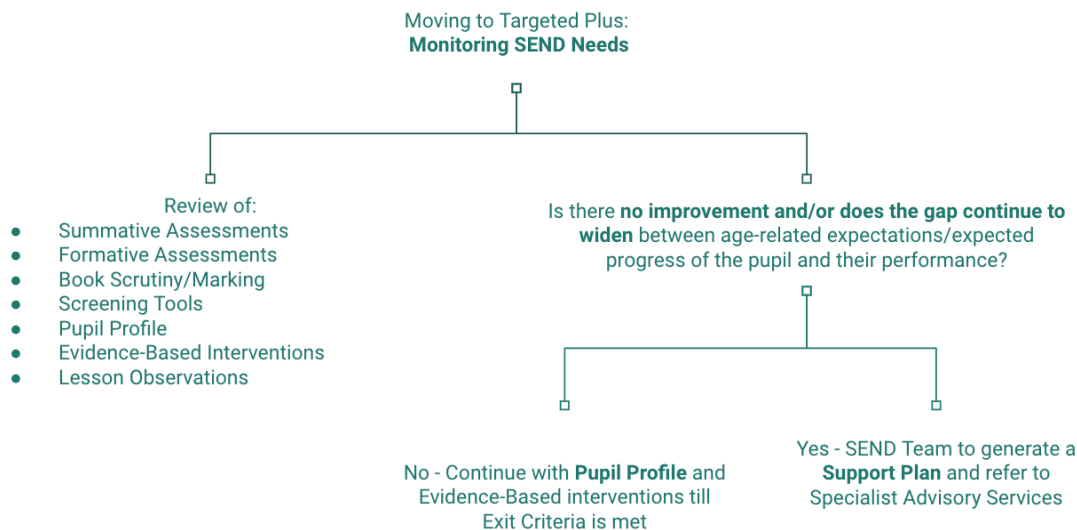 Moving to Targeted Plus:
Monitoring SEND Needs
Review of:
● Summative Assessments
● Formative Assessments
● Book Scrutiny/Marking
● Screening Tools
● Pupil Profile
● Evidence-Based Interventions
● Lesson Observations
Is there no improvement and/or does the gap continue to
widen between age-related expectations/expected
progress of the pupil and their performance?
No - Continue with Pupil Profile and
Evidence-Based interventions till
Exit Criteria is met
Yes - SEND Team to generate a
Support Plan and refer to
Specialist Advisory Services